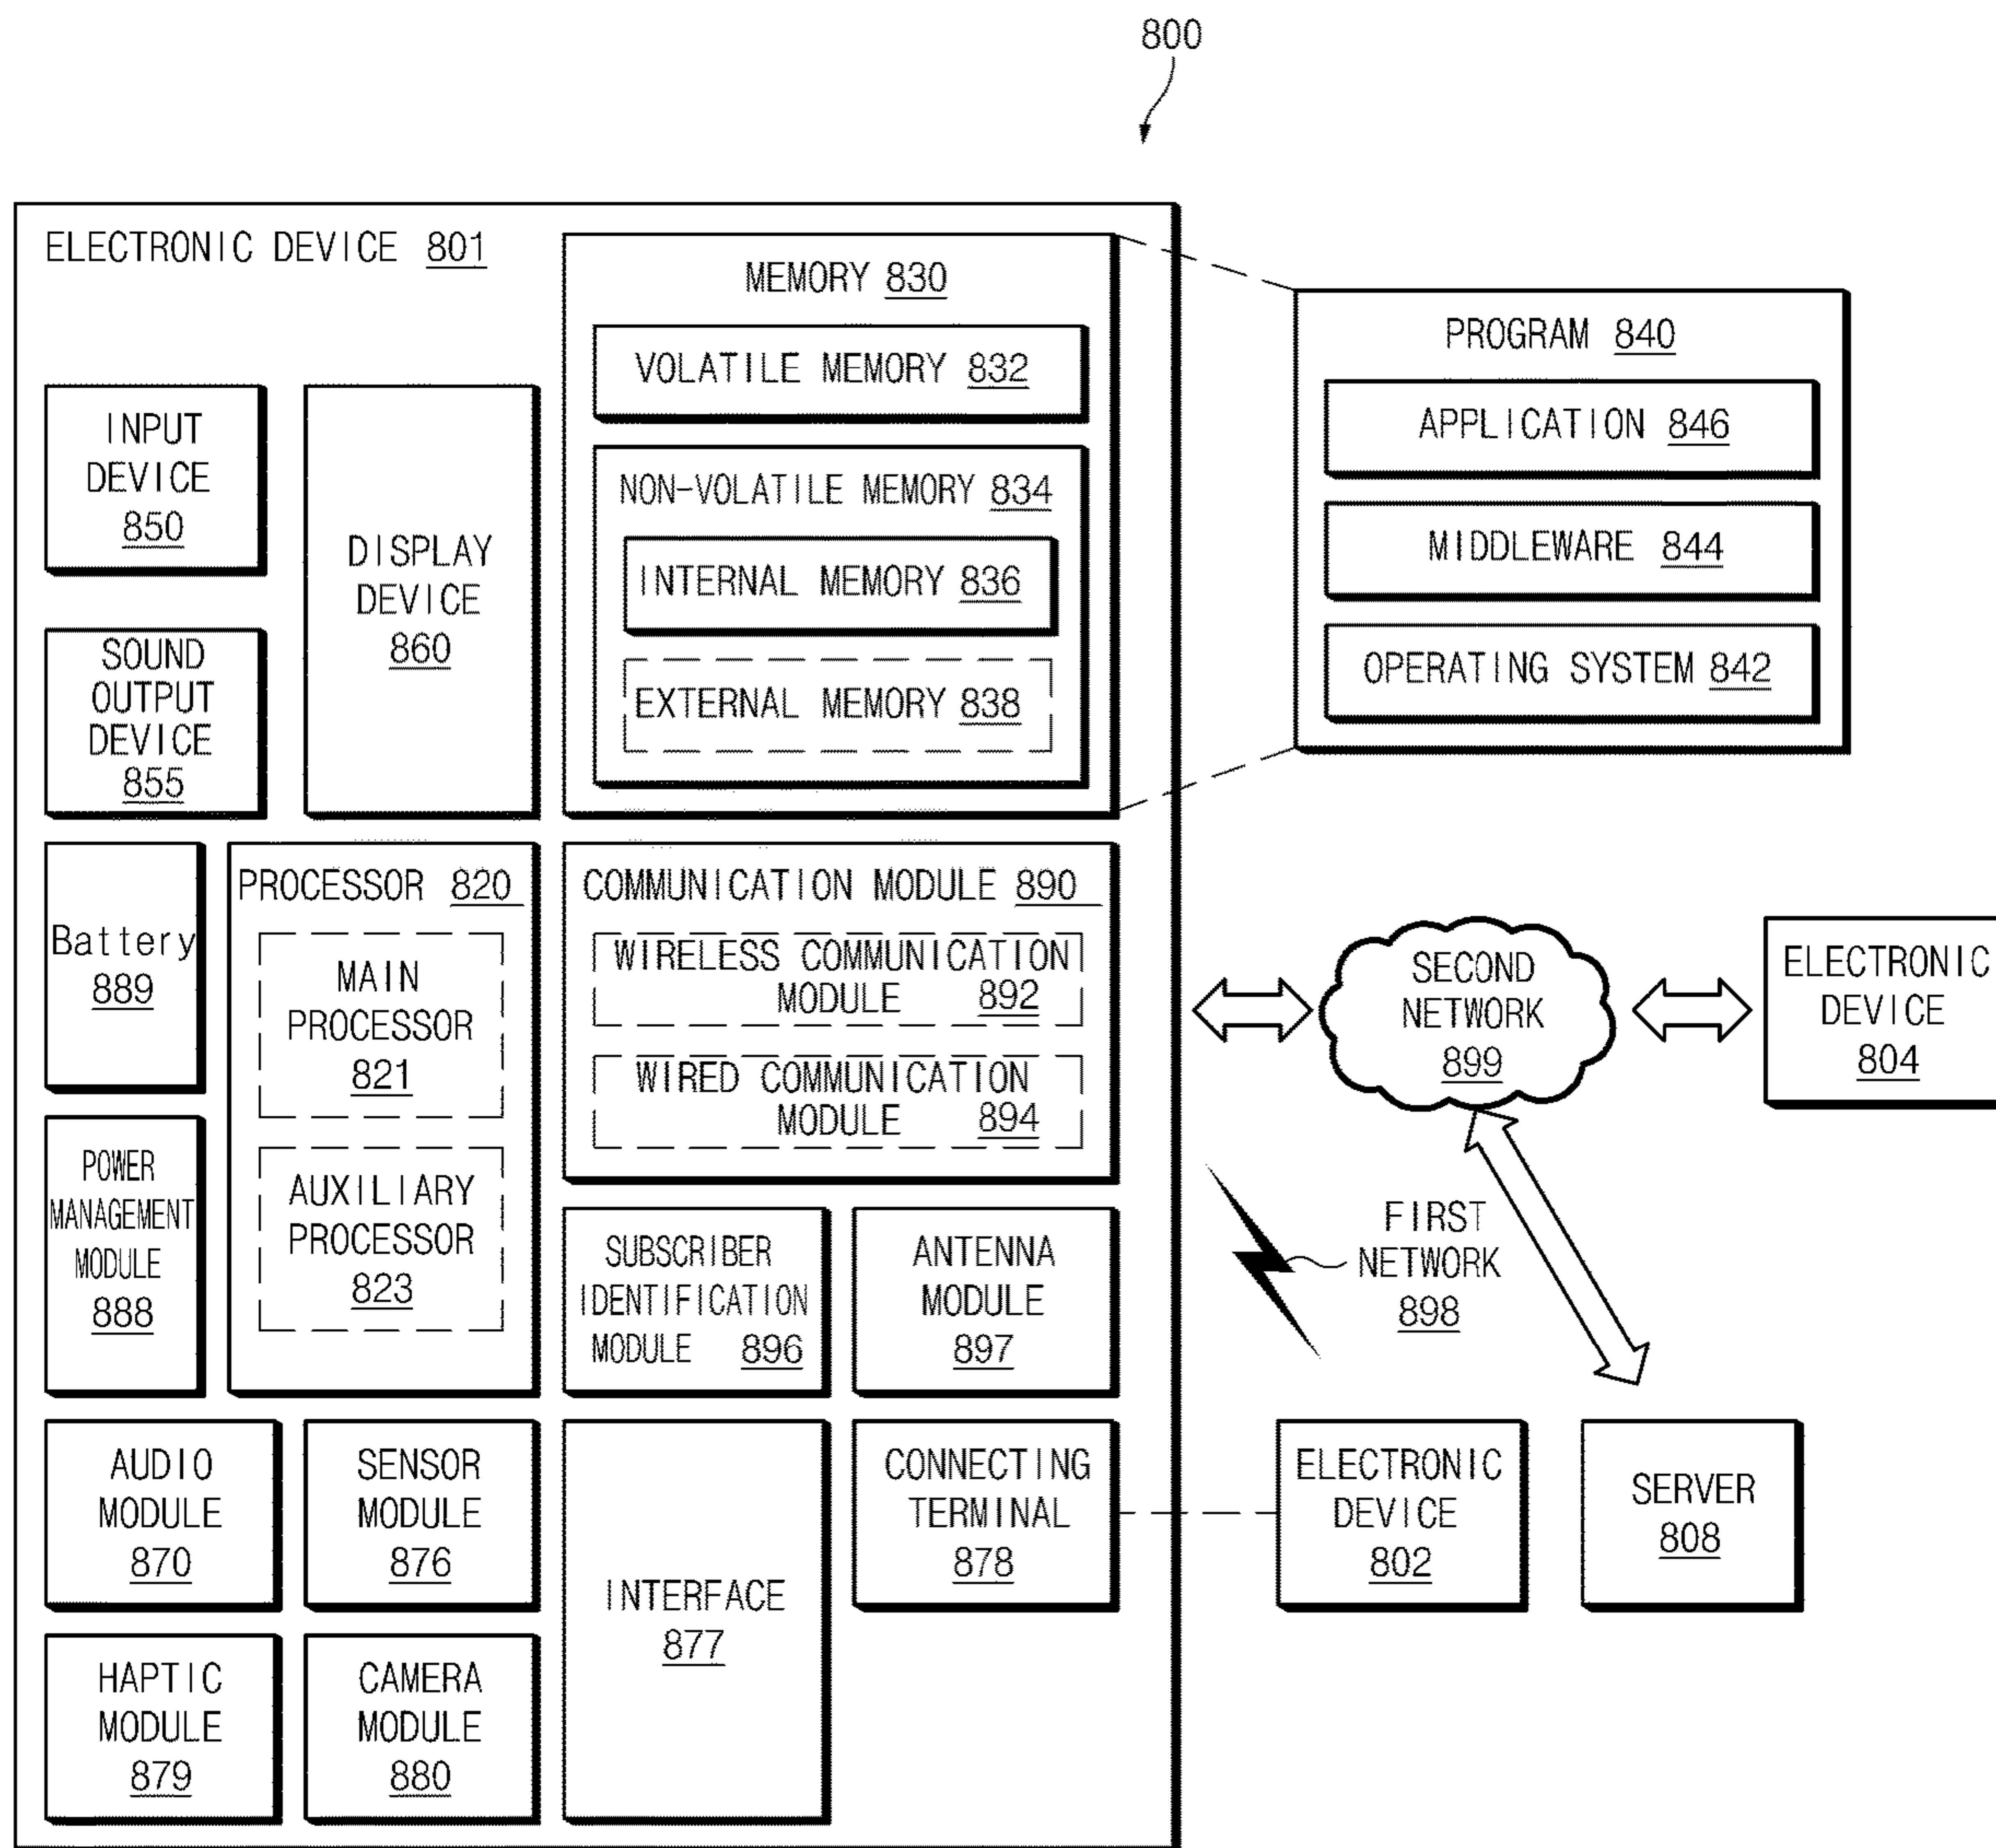 800
ELECTRONIC DEVICE 801
INPUT
DEVICE
850
SOUND
OUTPUT
DEVICE
855
DISPLAY
DEVICE
860
MEMORY 830
VOLATILE MEMORY 832
NON-VOLATILE MEMORY 834
INTERNAL MEMORY 836
EXTERNAL MEMORY 838
PROGRAM 840
APPLICATION 846
MIDDLEWARE 844
OPERATING SYSTEM 842
Battery
889
POWER
MANAGEMENT
MODULE
888
PROCESSOR 820
MAIN
PROCESSOR
821
AUXILIARY
PROCESSOR
823
COMMUNICATION MODULE 890
WIRELESS COMMUNICATION
MODULE 892
WIRED COMMUNICATION
MODULE 894
SUBSCRIBER
IDENTIFICATION
MODULE 896
ANTENNA
MODULE
897
SECOND
NETWORK
899
ELECTRONIC
DEVICE
804
FIRST
NETWORK
898
AUDIO
MODULE
870
SENSOR
MODULE
876
INTERFACE
877
CONNECTING
TERMINAL
878
ELECTRONIC
DEVICE
802
SERVER
808
HAPTIC
MODULE
879
CAMERA
MODULE
880